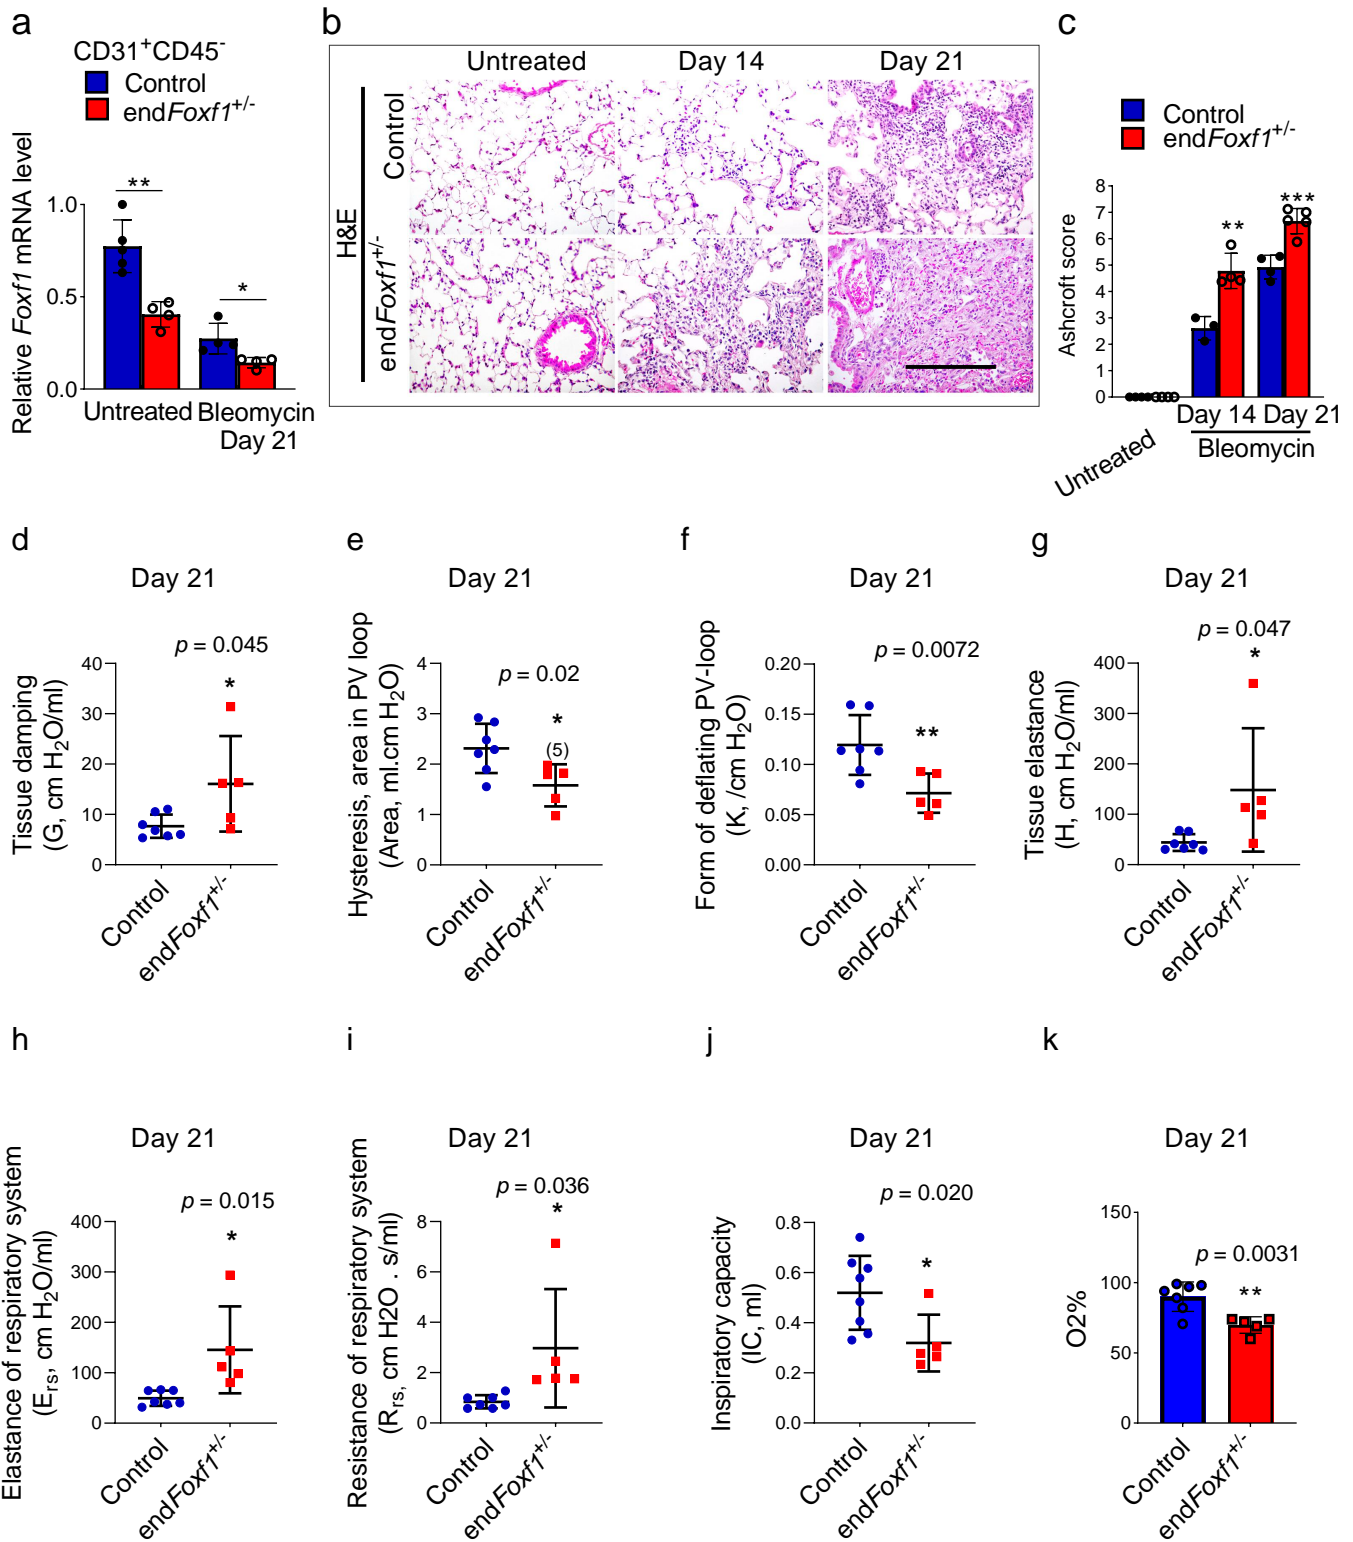 a
CD31+CD45-
Control
endFoxf1+/-
Relative Foxf1 mRNA level
1.0
0.5
0.0
**
*
Untreated
Bleomycin
Day 21
b
Untreated
Day 14
Day 21
H&E
Control
endFoxf1+/-
c
Control
endFoxf1+/-
Ashcroft score
8
7
6
5
4
3
2
1
0
**
***
Untreated
Day 14
Day 21
Bleomycin
d
Day 21
p = 0.045
*
Tissue damping
(G, cm H2O/ml)
40
30
20
10
0
Control
endFoxf1+/-
e
Day 21
p = 0.02
*
(5)
Hysteresis, area in PV loop
(Area, ml.cm H2O)
4
3
2
1
0
Control
endFoxf1+/-
f
Day 21
p = 0.0072
**
Form of deflating PV-loop
(K, /cm H2O)
0.20
0.15
0.10
0.05
0.00
Control
endFoxf1+/-
g
Day 21
p = 0.047
*
Tissue elastance
(H, cm H2O/ml)
400
300
200
100
0
Control
endFoxf1+/-
h
Day 21
p = 0.015
*
Elastance of respiratory system
(Ers, cm H2O/ml)
400
300
200
100
0
Control
endFoxf1+/-
i
Day 21
p = 0.036
*
Resistance of respiratory system
(Rrs, cm H2O . s/ml)
8
6
4
2
0
Control
endFoxf1+/-
j
Day 21
p = 0.020
*
Inspiratory capacity
(IC, ml)
0.8
0.6
0.4
0.2
0.0
Control
endFoxf1+/-
k
Day 21
p = 0.0031
**
O2%
150
100
50
0
Control
endFoxf1+/-